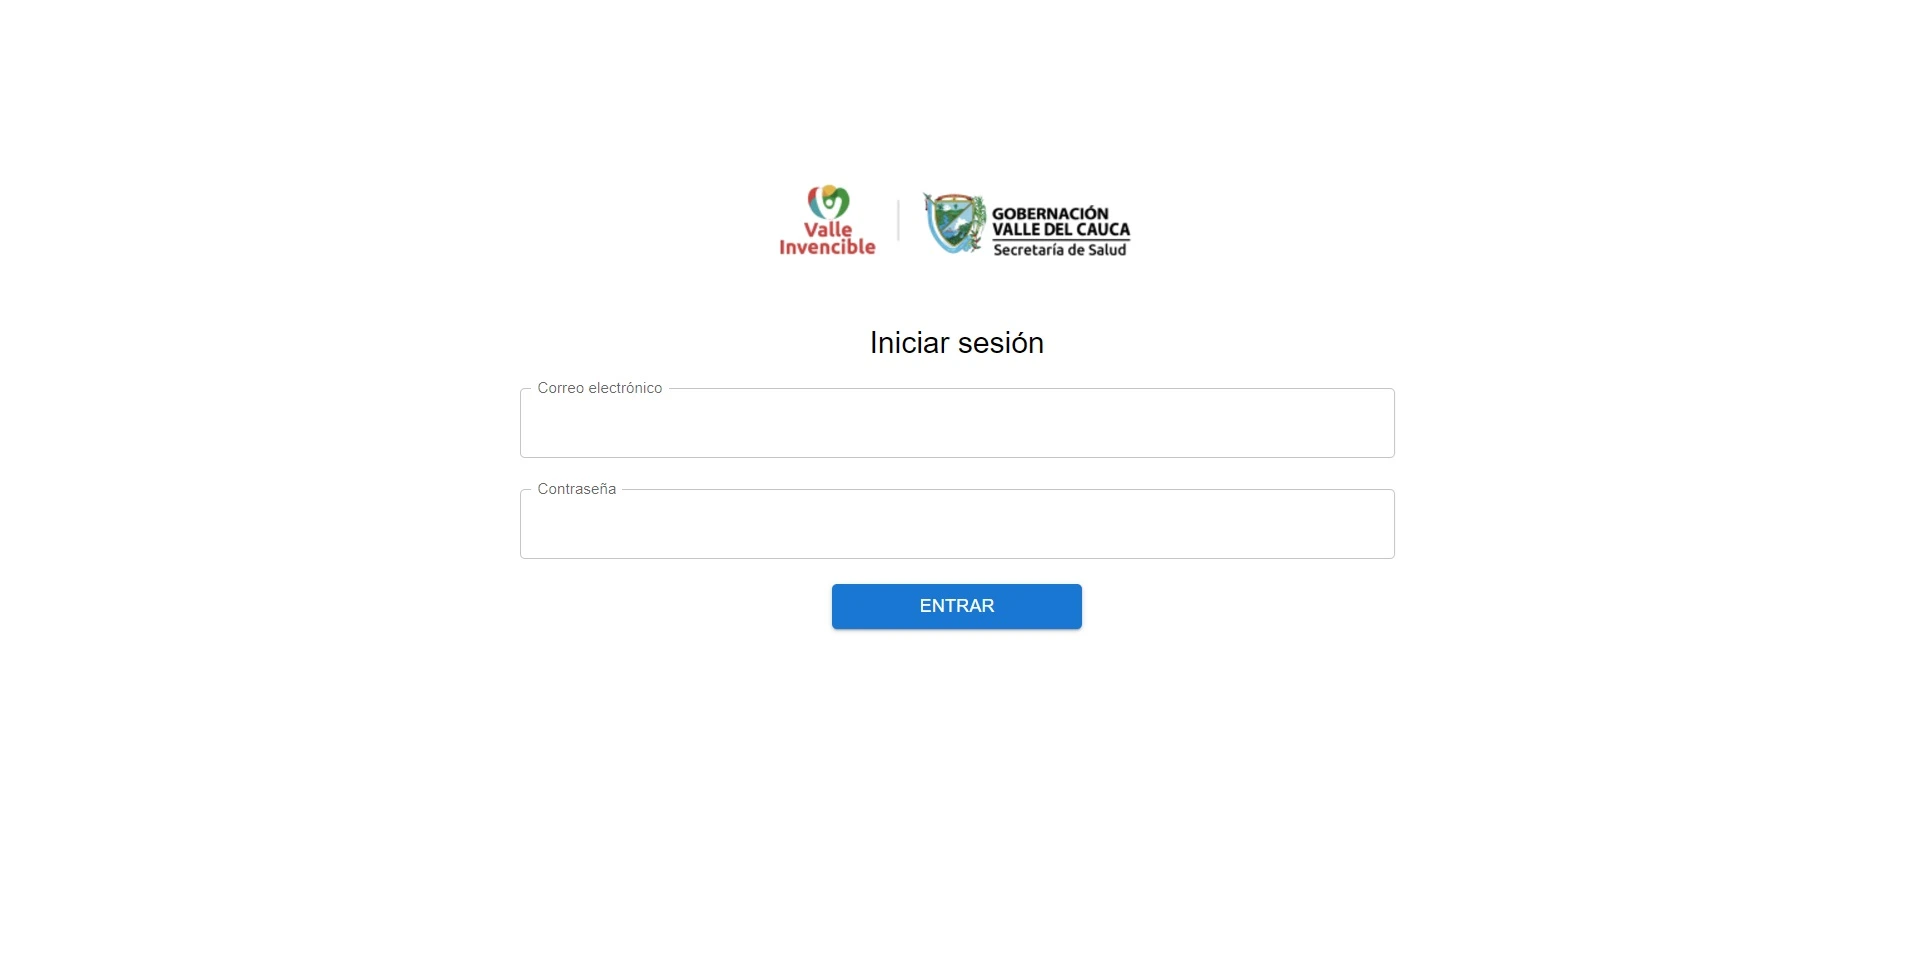 Valle
Invencible
GOBERNACIÓN
VALLE DEL CAUCA
Secretaría de Salud
Iniciar sesión
Correo electrónico
Contraseña
ENTRAR